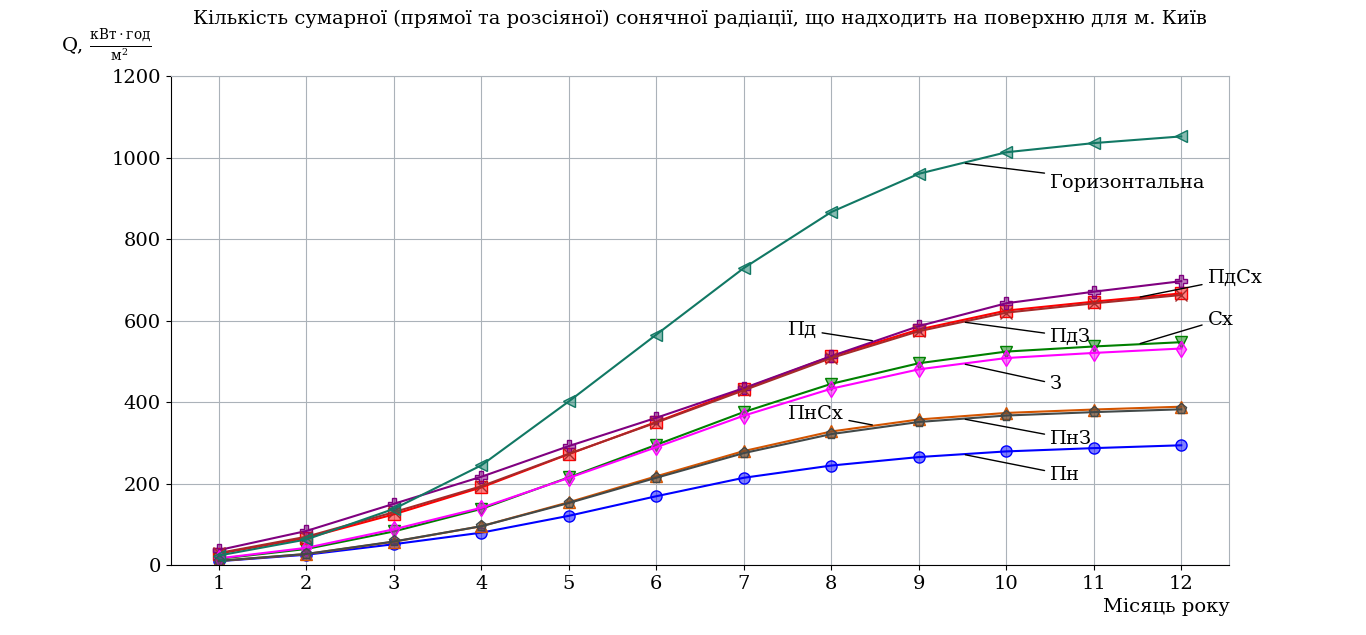 Кількість сумарної (прямої та розсіяної) сонячної радіації, що надходить на поверхню для м. Київ
Q, кВт · год
м²
1200
1000
Горизонтальна
800
ПдСх
600
Сх
Пд
ПдЗ
З
400
ПнСх
ПнЗ
Пн
200
0
1 2 3 4 5 6 7 8 9 10 11 12
Місяць року